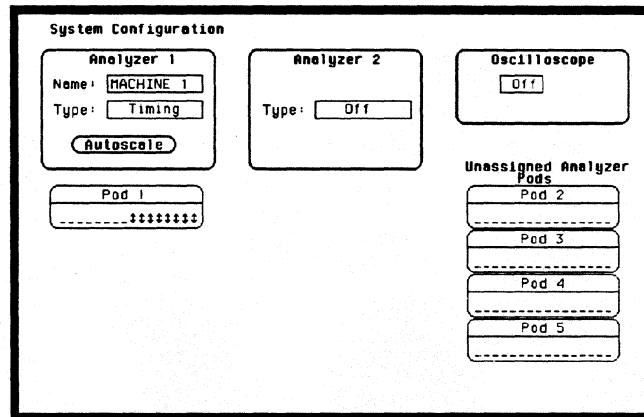 System Configuration
Analyzer 1
Name: MACHINE 1
Type: Timing
Autoscale
Analyzer 2
Type: Off
Oscilloscope
Off
Pod 1
Unassigned Analyzer
Pods
Pod 2
Pod 3
Pod 4
Pod 5